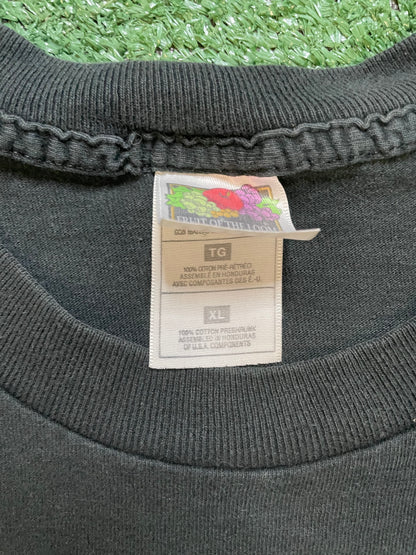 FRUIT OF THE LOOM
TG
100% COTTON PRÉ-RÉTRÉCI
ASSEMBLÉ EN HONDURAS
AVEC COMPOSANTES DES É.-U.
XL
100% COTTON PRESHRUNK
ASSEMBLED IN HONDURAS
OF U.S.A. COMPONENTS